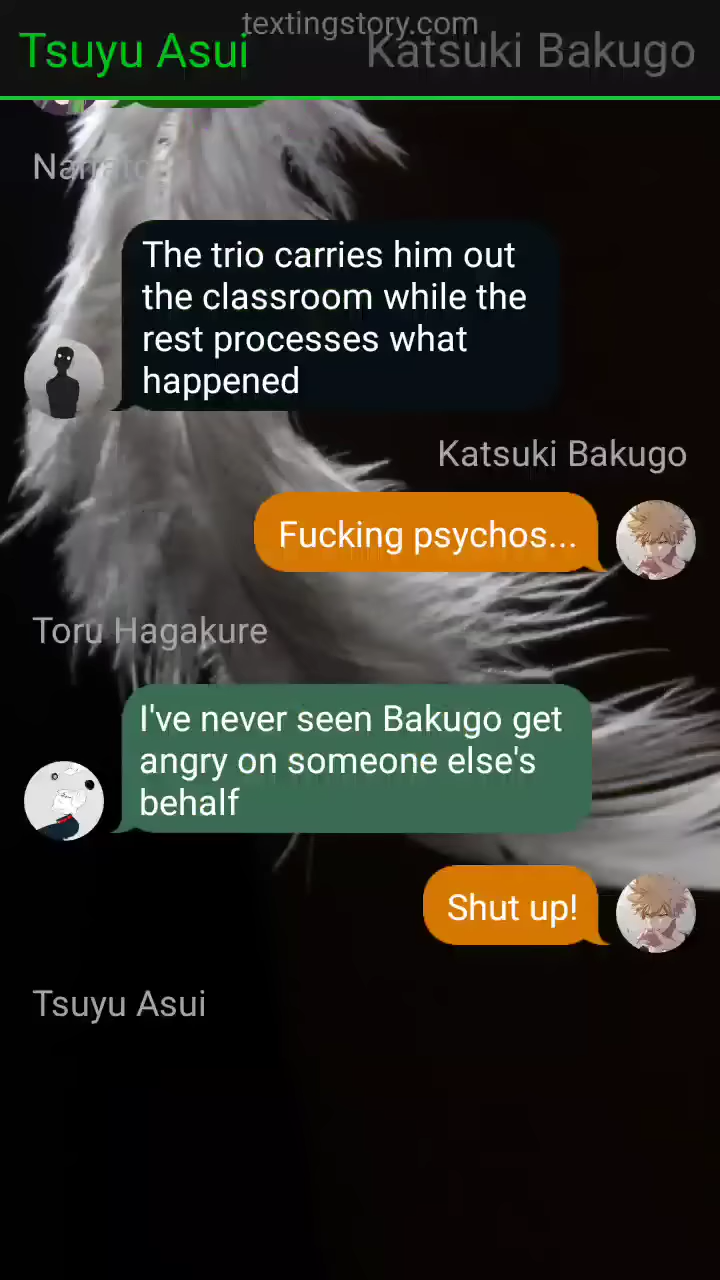 textingstory.com
Tsuyu Asui
Katsuki Bakugo
Narrator
The trio carries him out
the classroom while the
rest processes what
happened
Katsuki Bakugo
Fucking psychos...
Toru Hagakure
I've never seen Bakugo get
angry on someone else's
behalf
Shut up!
Tsuyu Asui